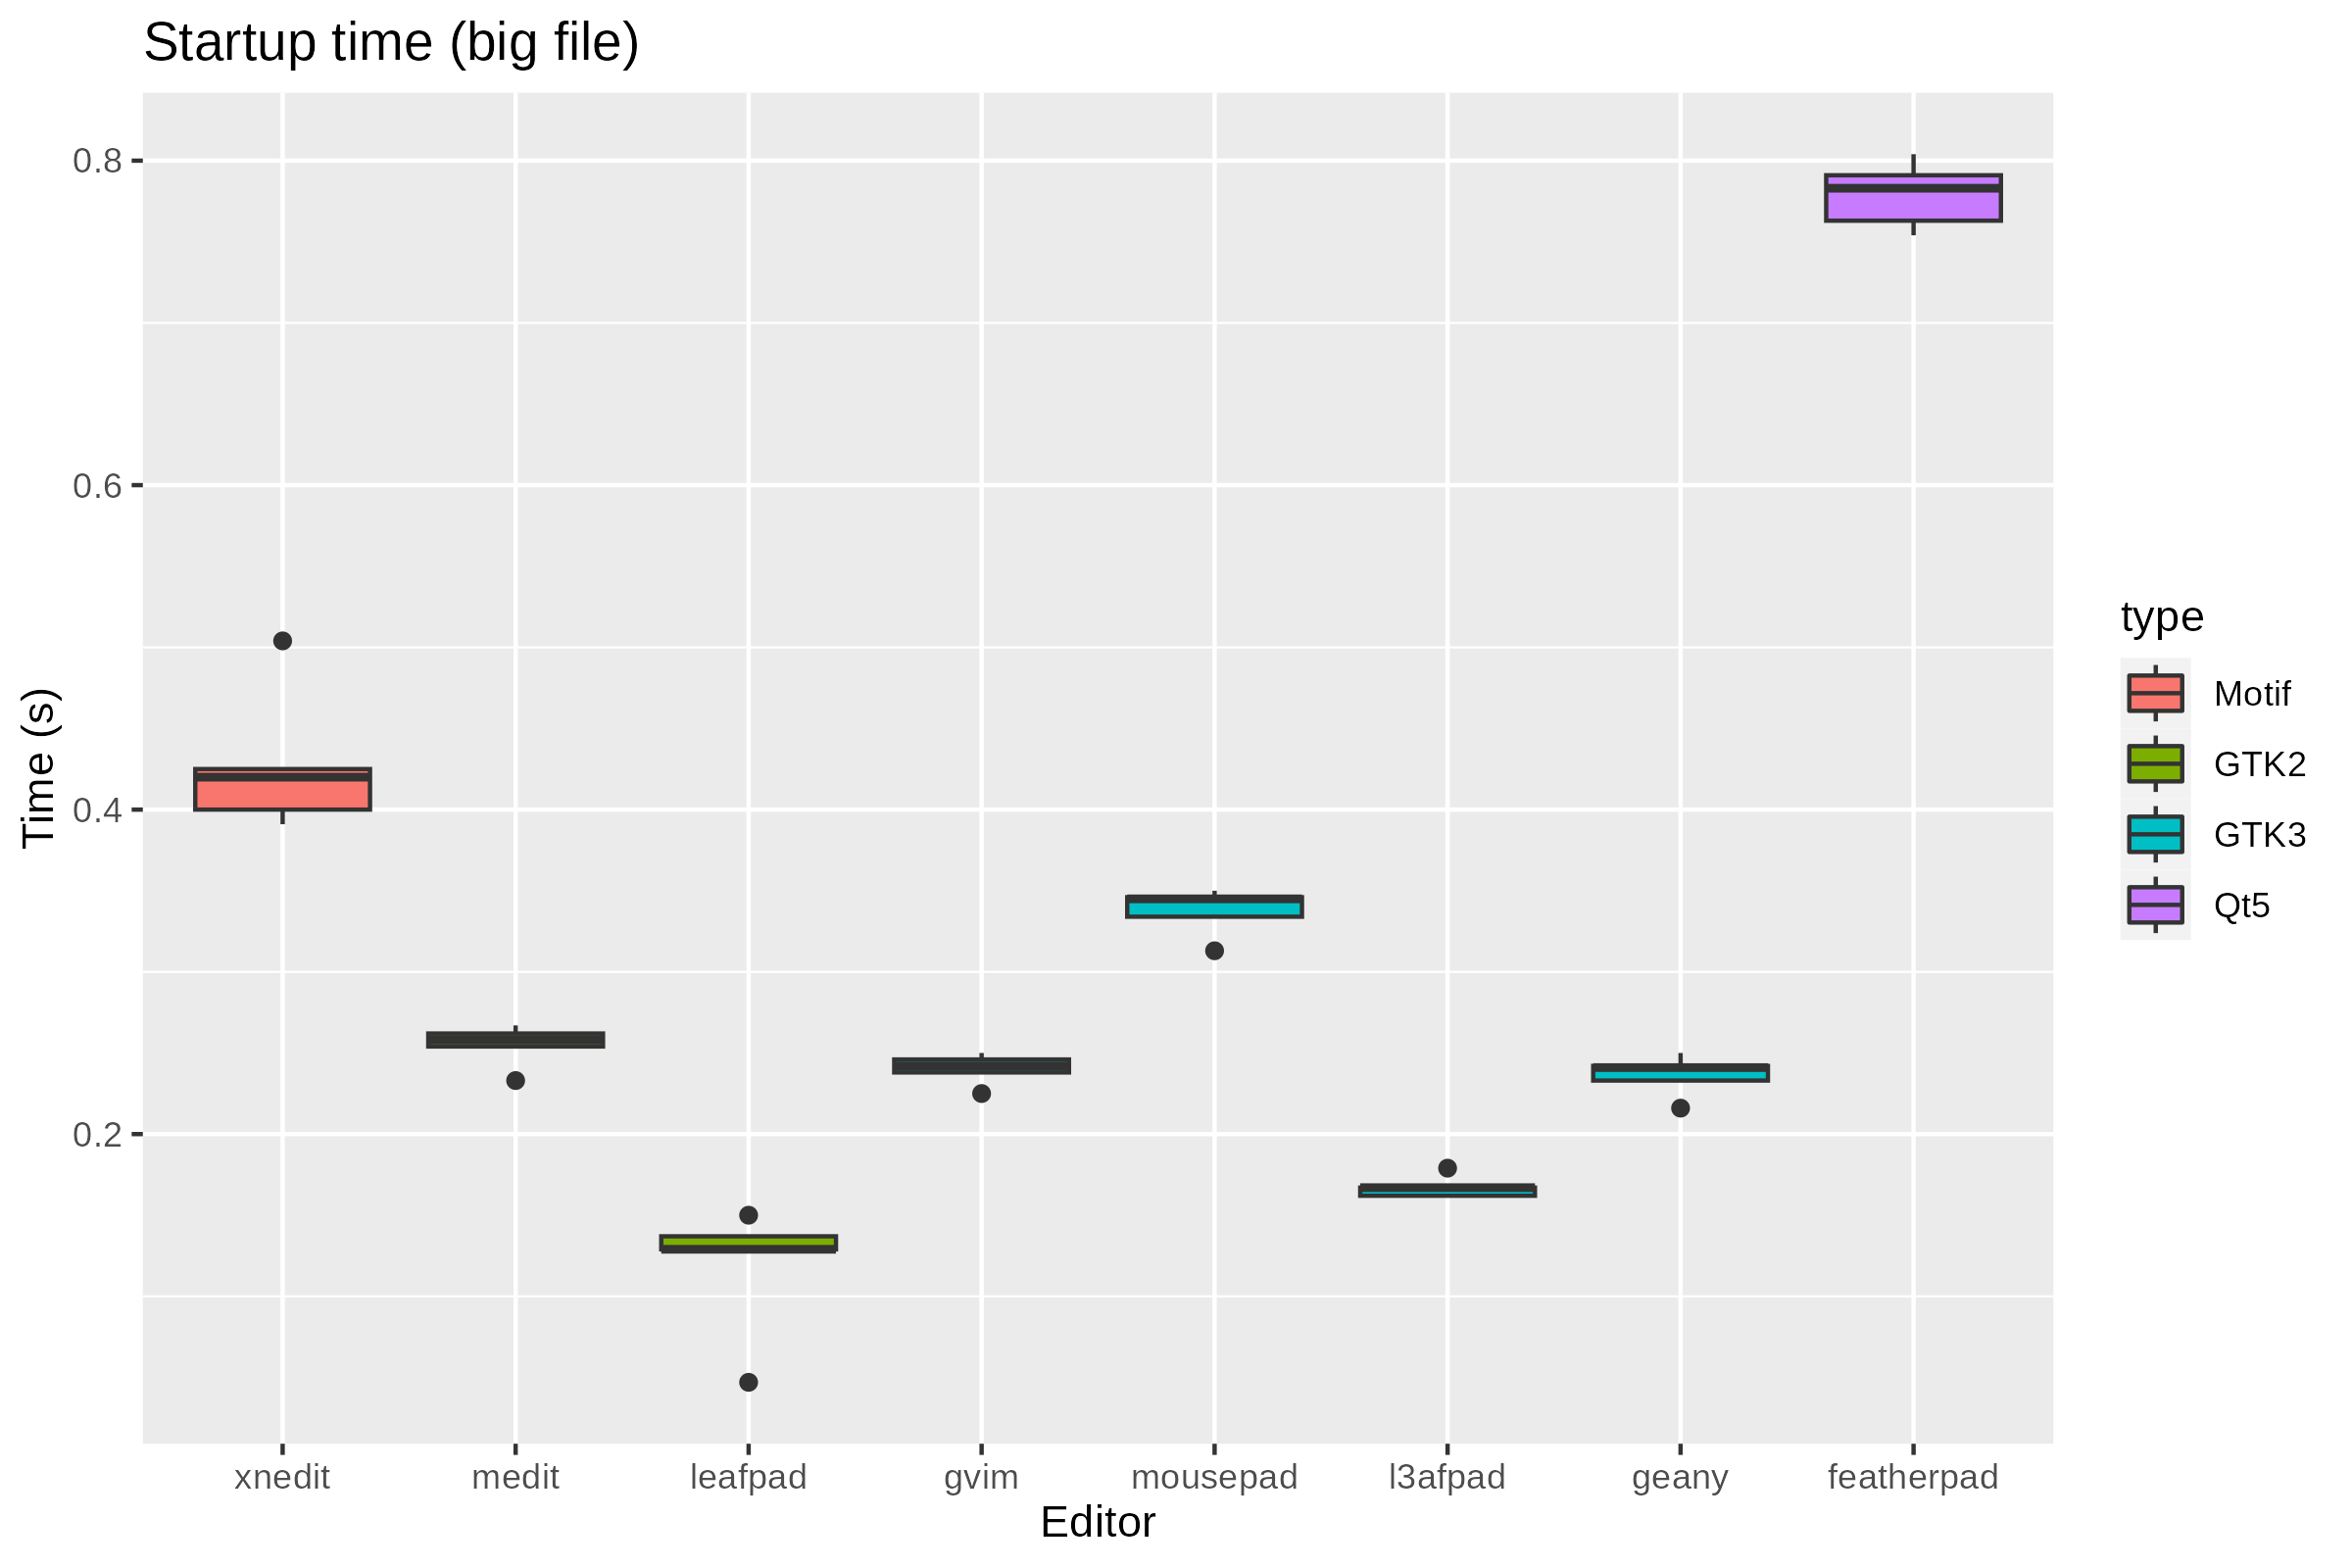 Startup time (big file)
0.8
0.6
0.4
0.2
Time (s)
xnedit medit leafpad gvim mousepad l3afpad geany featherpad
Editor
type
Motif
GTK2
GTK3
Qt5